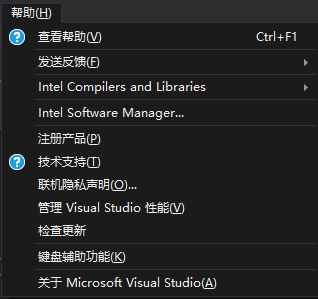 帮助(H)
查看帮助(V) Ctrl+F1
发送反馈(F)
Intel Compilers and Libraries
Intel Software Manager...
注册产品(P)
技术支持(T)
联机隐私声明(O)...
管理 Visual Studio 性能(V)
检查更新
键盘辅助功能(K)
关于 Microsoft Visual Studio(A)